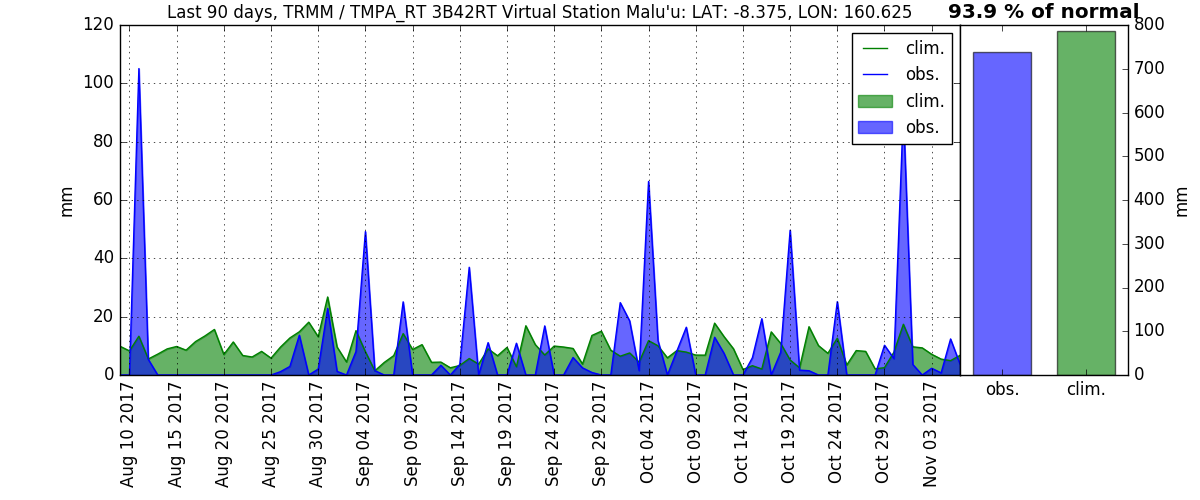 Last 90 days, TRMM / TMPA_RT 3B42RT Virtual Station Malu'u: LAT: -8.375, LON: 160.625
93.9 % of normal
120
100
80
60
40
20
0
mm
clim.
obs.
clim.
obs.
800
700
600
500
400
300
200
100
0
mm
obs.
clim.
Aug 10 2017
Aug 15 2017
Aug 20 2017
Aug 25 2017
Aug 30 2017
Sep 04 2017
Sep 09 2017
Sep 14 2017
Sep 19 2017
Sep 24 2017
Sep 29 2017
Oct 04 2017
Oct 09 2017
Oct 14 2017
Oct 19 2017
Oct 24 2017
Oct 29 2017
Nov 03 2017